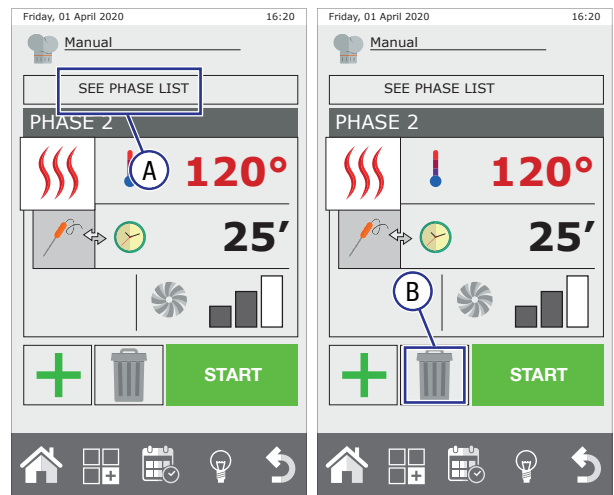 Friday, 01 April 2020 16:20
Manual
SEE PHASE LIST
PHASE 2
A
120°
25′
START
Friday, 01 April 2020 16:20
Manual
SEE PHASE LIST
PHASE 2
120°
25′
B
START